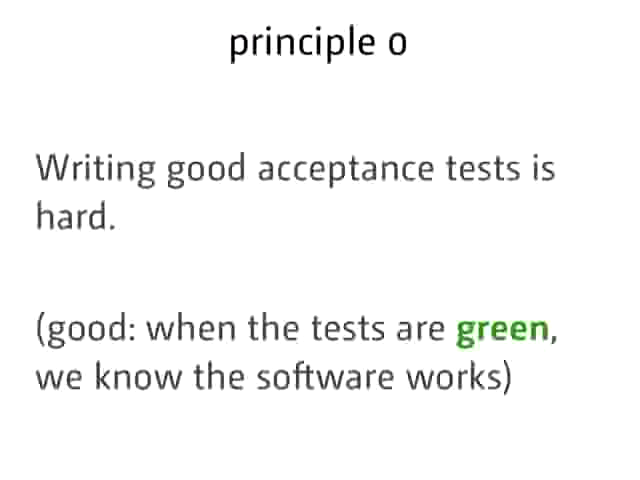 principle 0
Writing good acceptance tests is
hard.
(good: when the tests are green,
we know the software works)